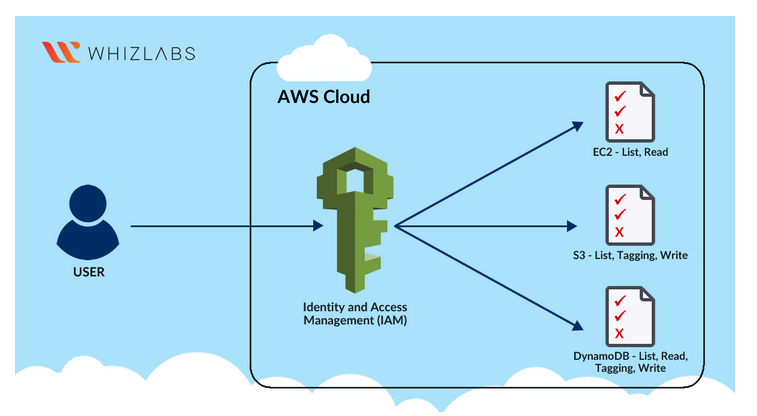 WHIZLABS
AWS Cloud
EC2 - List, Read
USER
S3 - List, Tagging, Write
Identity and Access
Management (IAM)
DynamoDB - List, Read,
Tagging, Write